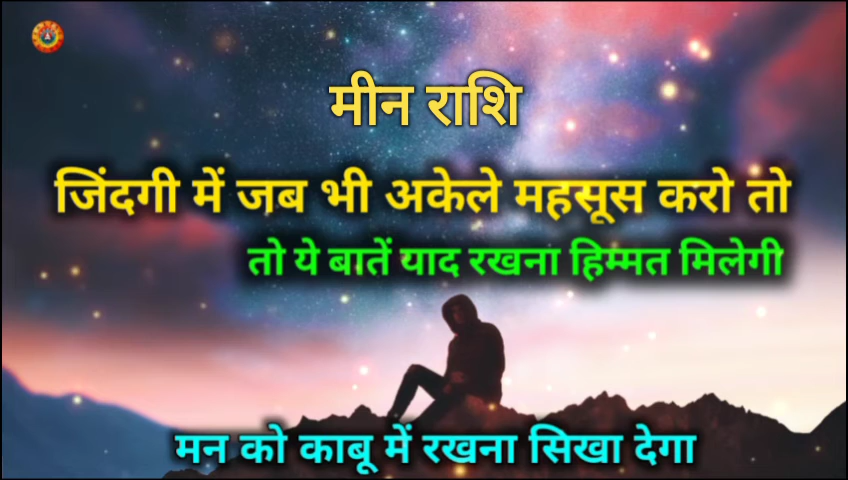 मीन राशि
जिंदगी में जब भी अकेले महसूस करो तो
तो ये बातें याद रखना हिम्मत मिलेगी
मन को काबू में रखना सिखा देगा